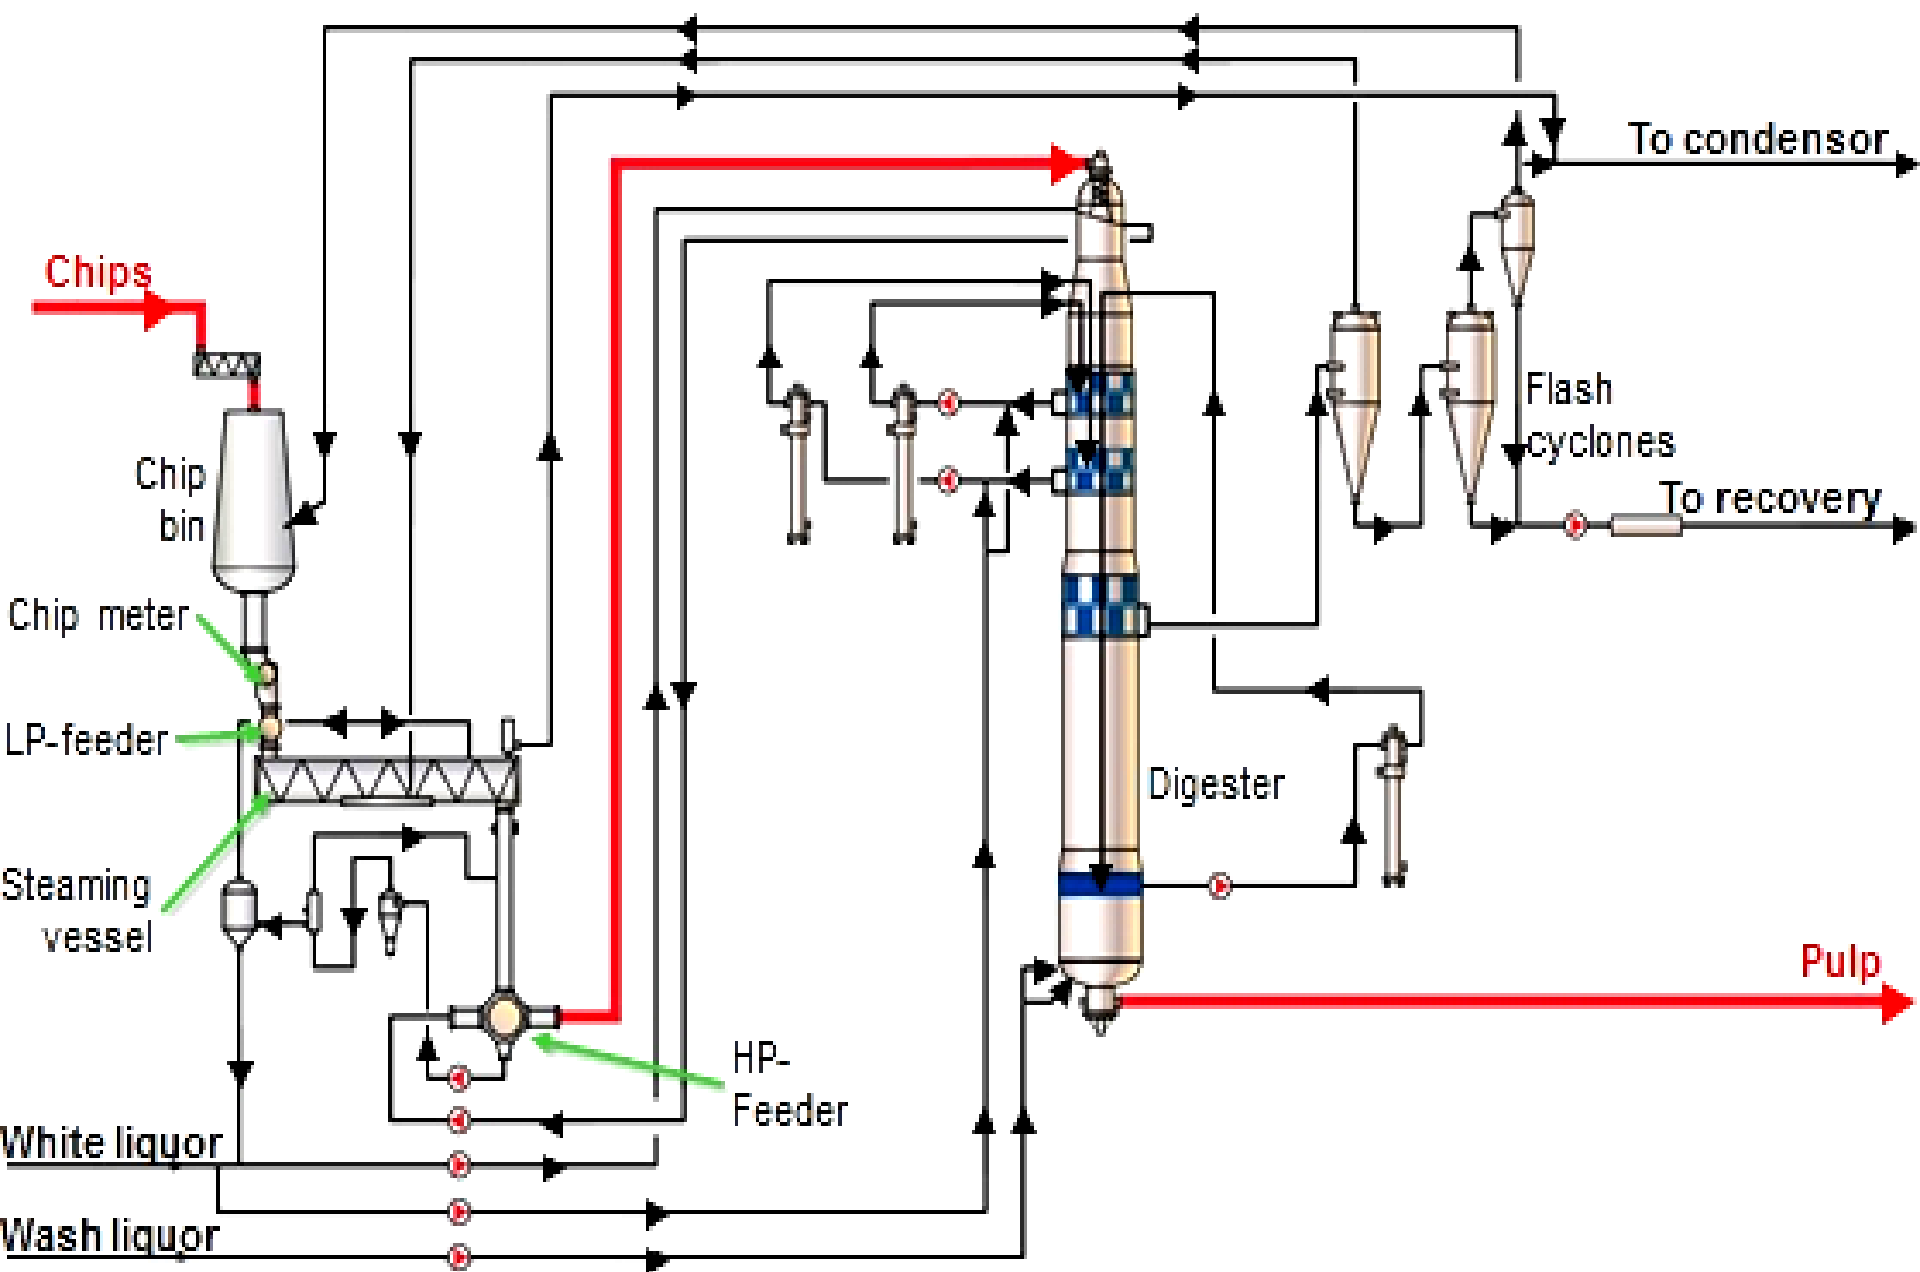 To condensor
Chips
Flash
cyclones
Chip
bin
To recovery
Chip meter
LP-feeder
Digester
Steaming
vessel
Pulp
HP-
Feeder
White liquor
Wash liquor